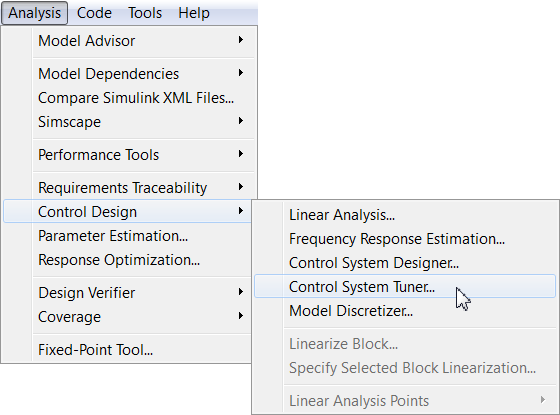 Analysis Code Tools Help
Model Advisor
Model Dependencies
Compare Simulink XML Files...
Simscape
Performance Tools
Requirements Traceability
Control Design
Parameter Estimation...
Response Optimization...
Design Verifier
Coverage
Fixed-Point Tool...
Linear Analysis...
Frequency Response Estimation...
Control System Designer...
Control System Tuner...
Model Discretizer...
Linearize Block...
Specify Selected Block Linearization...
Linear Analysis Points